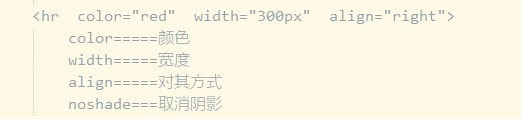 <hr color="red" width="300px" align="right">
color=====颜色
width=====宽度
align=====对其方式
noshade===取消阴影